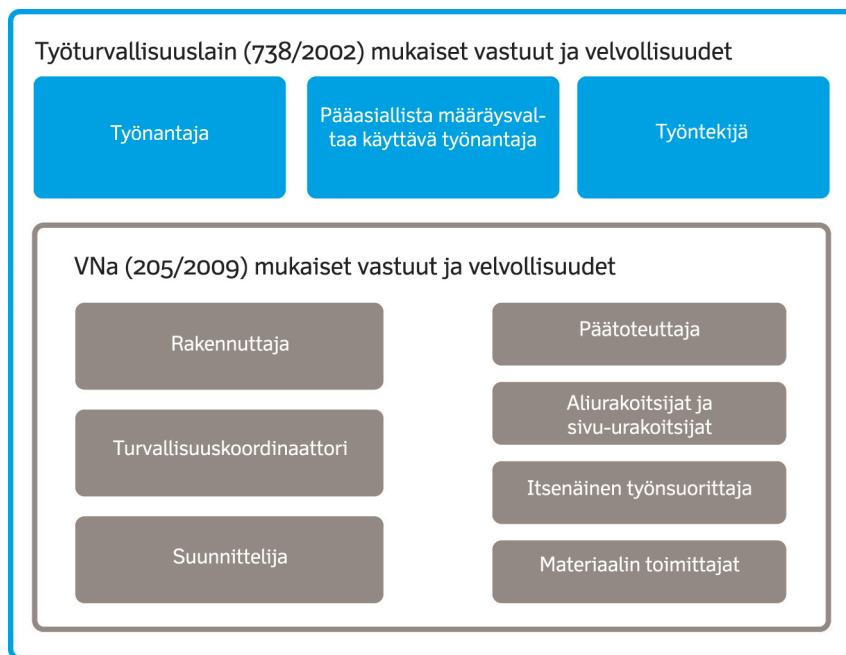 Työturvallisuuslain (738/2002) mukaiset vastuut ja velvollisuudet
Työnantaja
Pääasiallista määräysval-
taa käyttävä työnantaja
Työntekijä
VNa (205/2009) mukaiset vastuut ja velvollisuudet
Rakennuttaja
Turvallisuuskoordinaattori
Suunnittelija
Päätoteuttaja
Aliurakoitsijat ja
sivu-urakoitsijat
Itsenäinen työnsuorittaja
Materiaalin toimittajat